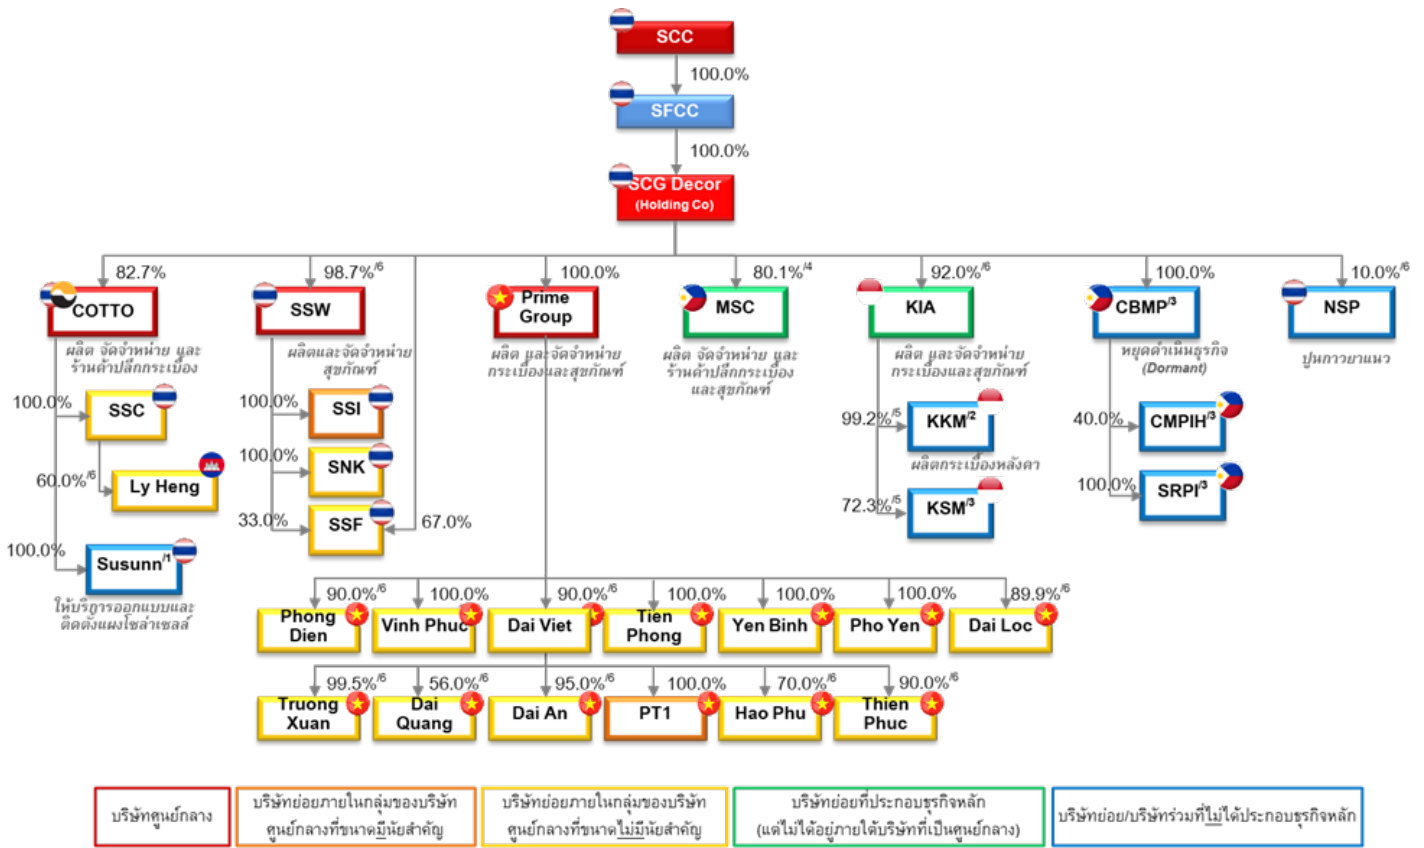 SCC
100.0%
SFCC
100.0%
SCG Decor
(Holding Co)
82.7%
98.7%/6
100.0%
80.1%/4
92.0%/6
100.0%
10.0%/6
COTTO
SSW
Prime
Group
MSC
KIA
CBMP/3
NSP
ผลิต จัดจำหน่าย และ
ร้านค้าปลีกกระเบื้อง
ผลิตและจัดจำหน่าย
สุขภัณฑ์
ผลิต และจัดจำหน่าย
กระเบื้องและสุขภัณฑ์
ผลิต จัดจำหน่าย และ
ร้านค้าปลีกกระเบื้อง
และสุขภัณฑ์
ผลิต และจัดจำหน่าย
กระเบื้องและสุขภัณฑ์
หยุดดำเนินธุรกิจ
(Dormant)
ปูนกาวยาแนว
100.0%
SSC
60.0%/6
Ly Heng
100.0%
Susunn/1
ให้บริการออกแบบและ
ติดตั้งแผงโซล่าเซลล์
100.0%
SSI
100.0%
SNK
33.0%
SSF
67.0%
99.2%/5
KKM/2
ผลิตกระเบื้องหลังคา
72.3%/5
KSM/3
40.0%
CMPIH/3
100.0%
SRPI/3
90.0%/6
100.0%
90.0%/6
100.0%
100.0%
100.0%
89.9%/6
Phong
Dien
Vinh Phuc
Dai Viet
Tien
Phong
Yen Binh
Pho Yen
Dai Loc
99.5%/6
56.0%/6
95.0%/6
100.0%
70.0%/6
90.0%/6
Truong
Xuan
Dai
Quang
Dai An
PT1
Hao Phu
Thien
Phuc
บริษัทศูนย์กลาง
บริษัทย่อยภายในกลุ่มของบริษัท
ศูนย์กลางที่ขนาดมีนัยสำคัญ
บริษัทย่อยภายในกลุ่มของบริษัท
ศูนย์กลางที่ขนาดไม่มีนัยสำคัญ
บริษัทย่อยที่ประกอบธุรกิจหลัก
(แต่ไม่ได้อยู่ภายใต้บริษัทที่เป็นศูนย์กลาง)
บริษัทย่อย/บริษัทร่วมที่ไม่ได้ประกอบธุรกิจหลัก